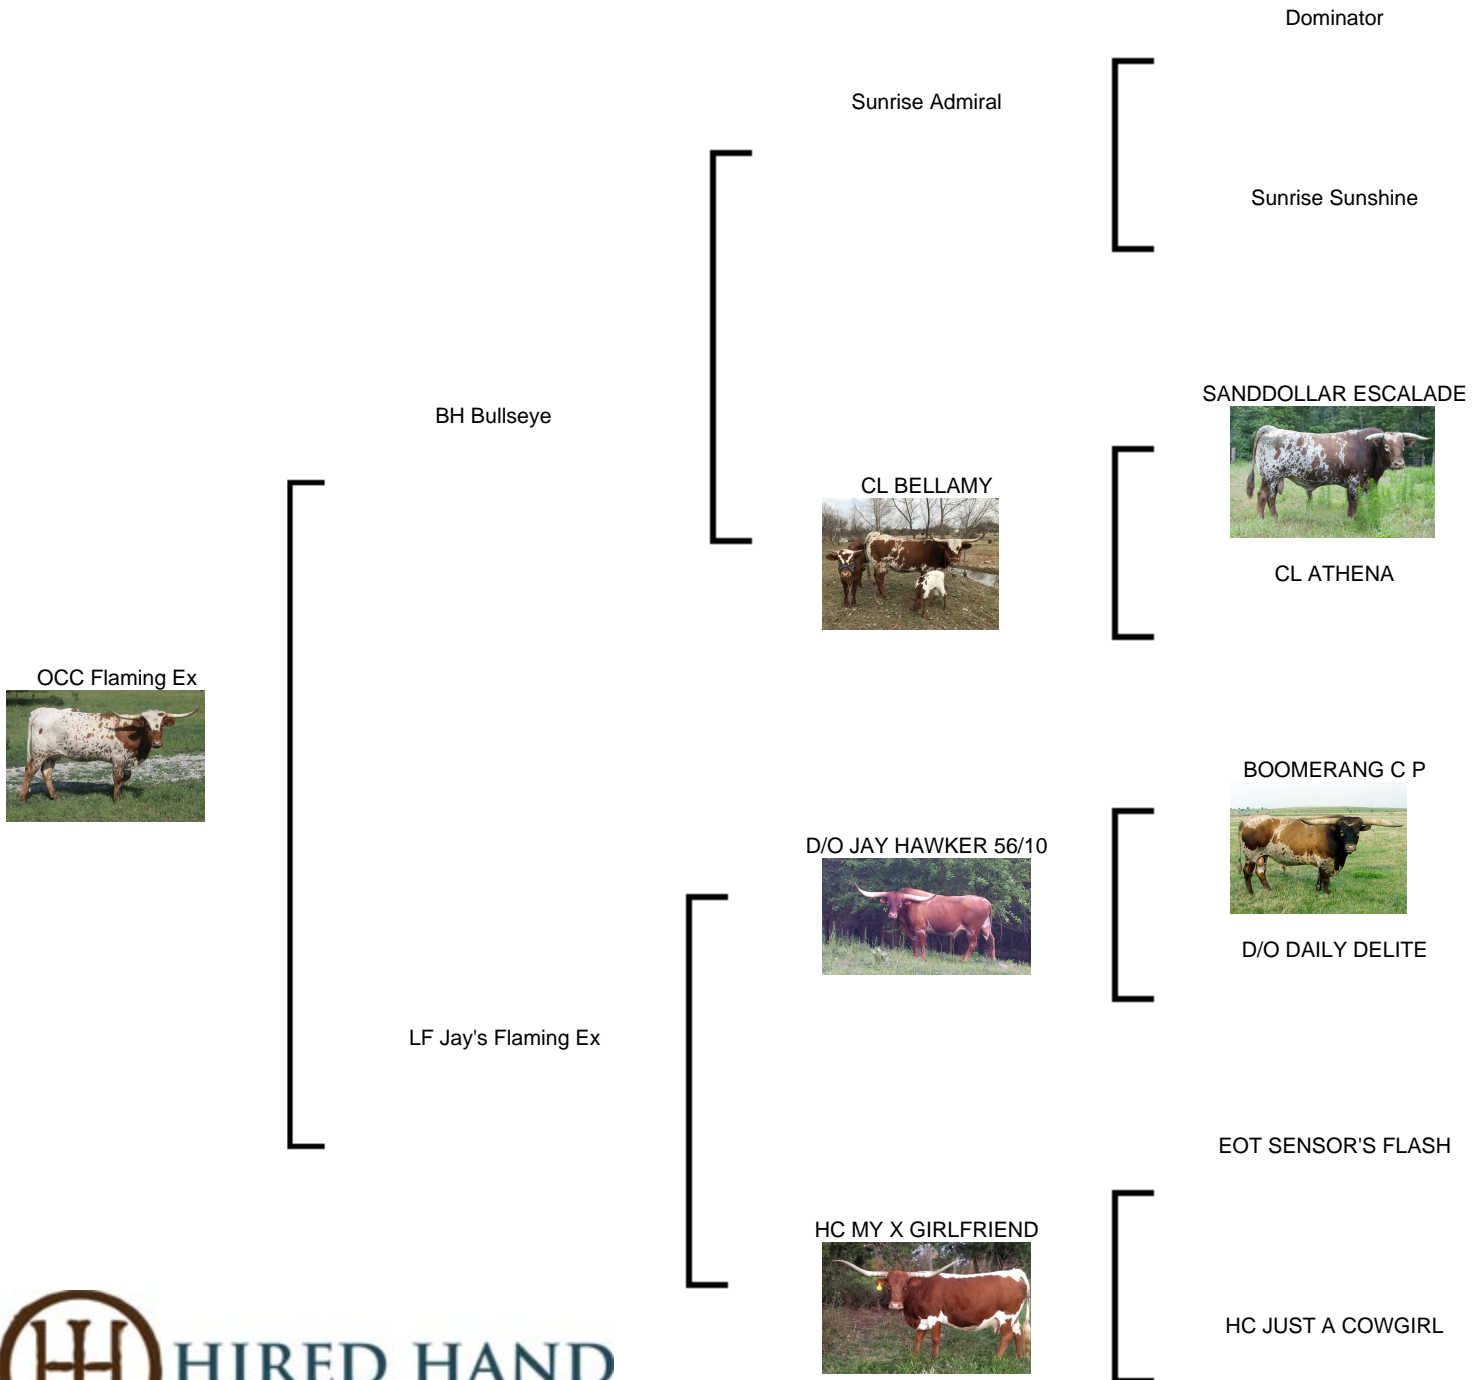 Dominator
Sunrise Admiral
Sunrise Sunshine
SANDDOLLAR ESCALADE
BH Bullseye
CL BELLAMY
CL ATHENA
OCC Flaming Ex
BOOMERANG C P
D/O JAY HAWKER 56/10
D/O DAILY DELITE
LF Jay's Flaming Ex
EOT SENSOR'S FLASH
HC MY X GIRLFRIEND
HC JUST A COWGIRL
HIRED HAND